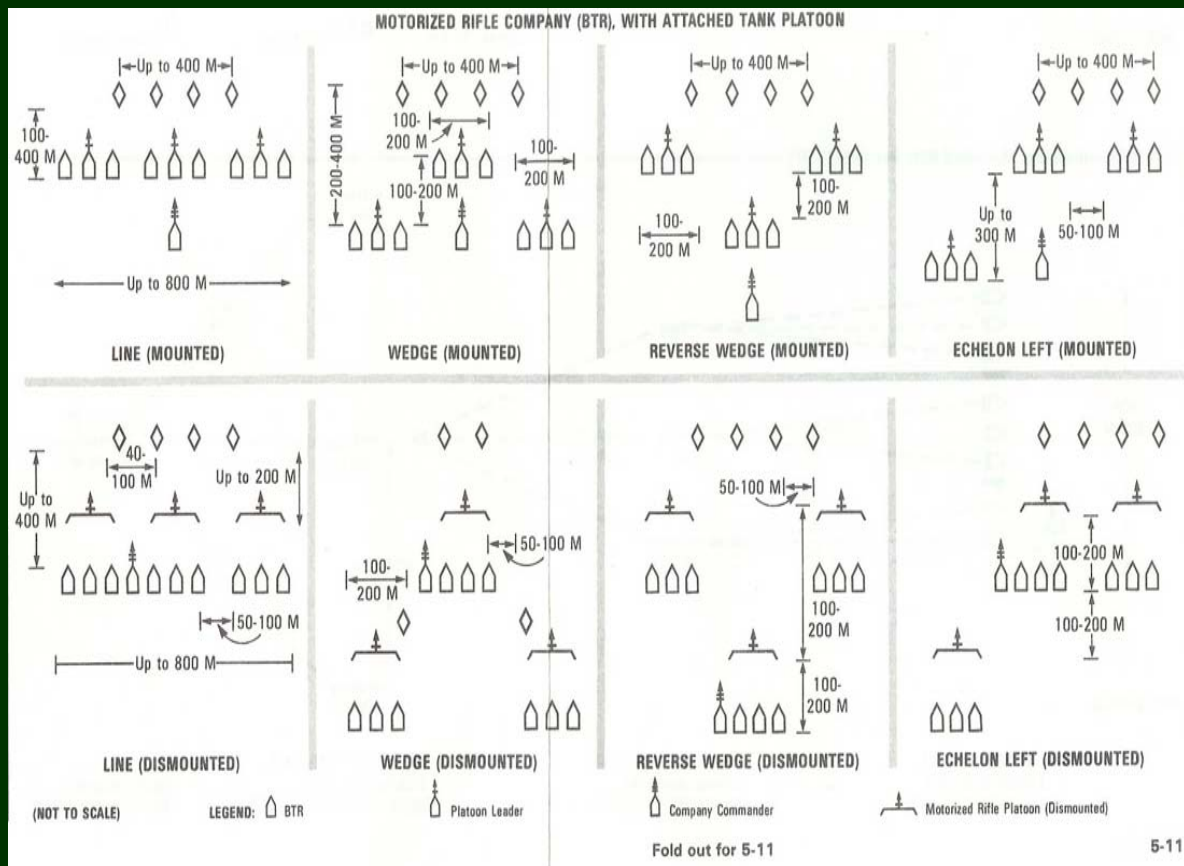 MOTORIZED RIFLE COMPANY (BTR), WITH ATTACHED TANK PLATOON
Up to 400 M
100-
400 M
Up to 800 M
LINE (MOUNTED)
Up to 400 M
200-400 M
100-
200 M
100-200 M
100-
200 M
WEDGE (MOUNTED)
Up to 400 M
100-
200 M
100-
200 M
REVERSE WEDGE (MOUNTED)
Up to 400 M
Up to
300 M
50-100 M
ECHELON LEFT (MOUNTED)
40-
100 M
Up to 200 M
Up to
400 M
50-100 M
Up to 800 M
LINE (DISMOUNTED)
50-100 M
100-
200 M
WEDGE (DISMOUNTED)
50-100 M
100-
200 M
100-
200 M
REVERSE WEDGE (DISMOUNTED)
100-200 M
100-200 M
ECHELON LEFT (DISMOUNTED)
(NOT TO SCALE)
LEGEND:
BTR
Platoon Leader
Company Commander
Motorized Rifle Platoon (Dismounted)
Fold out for 5-11
5-11